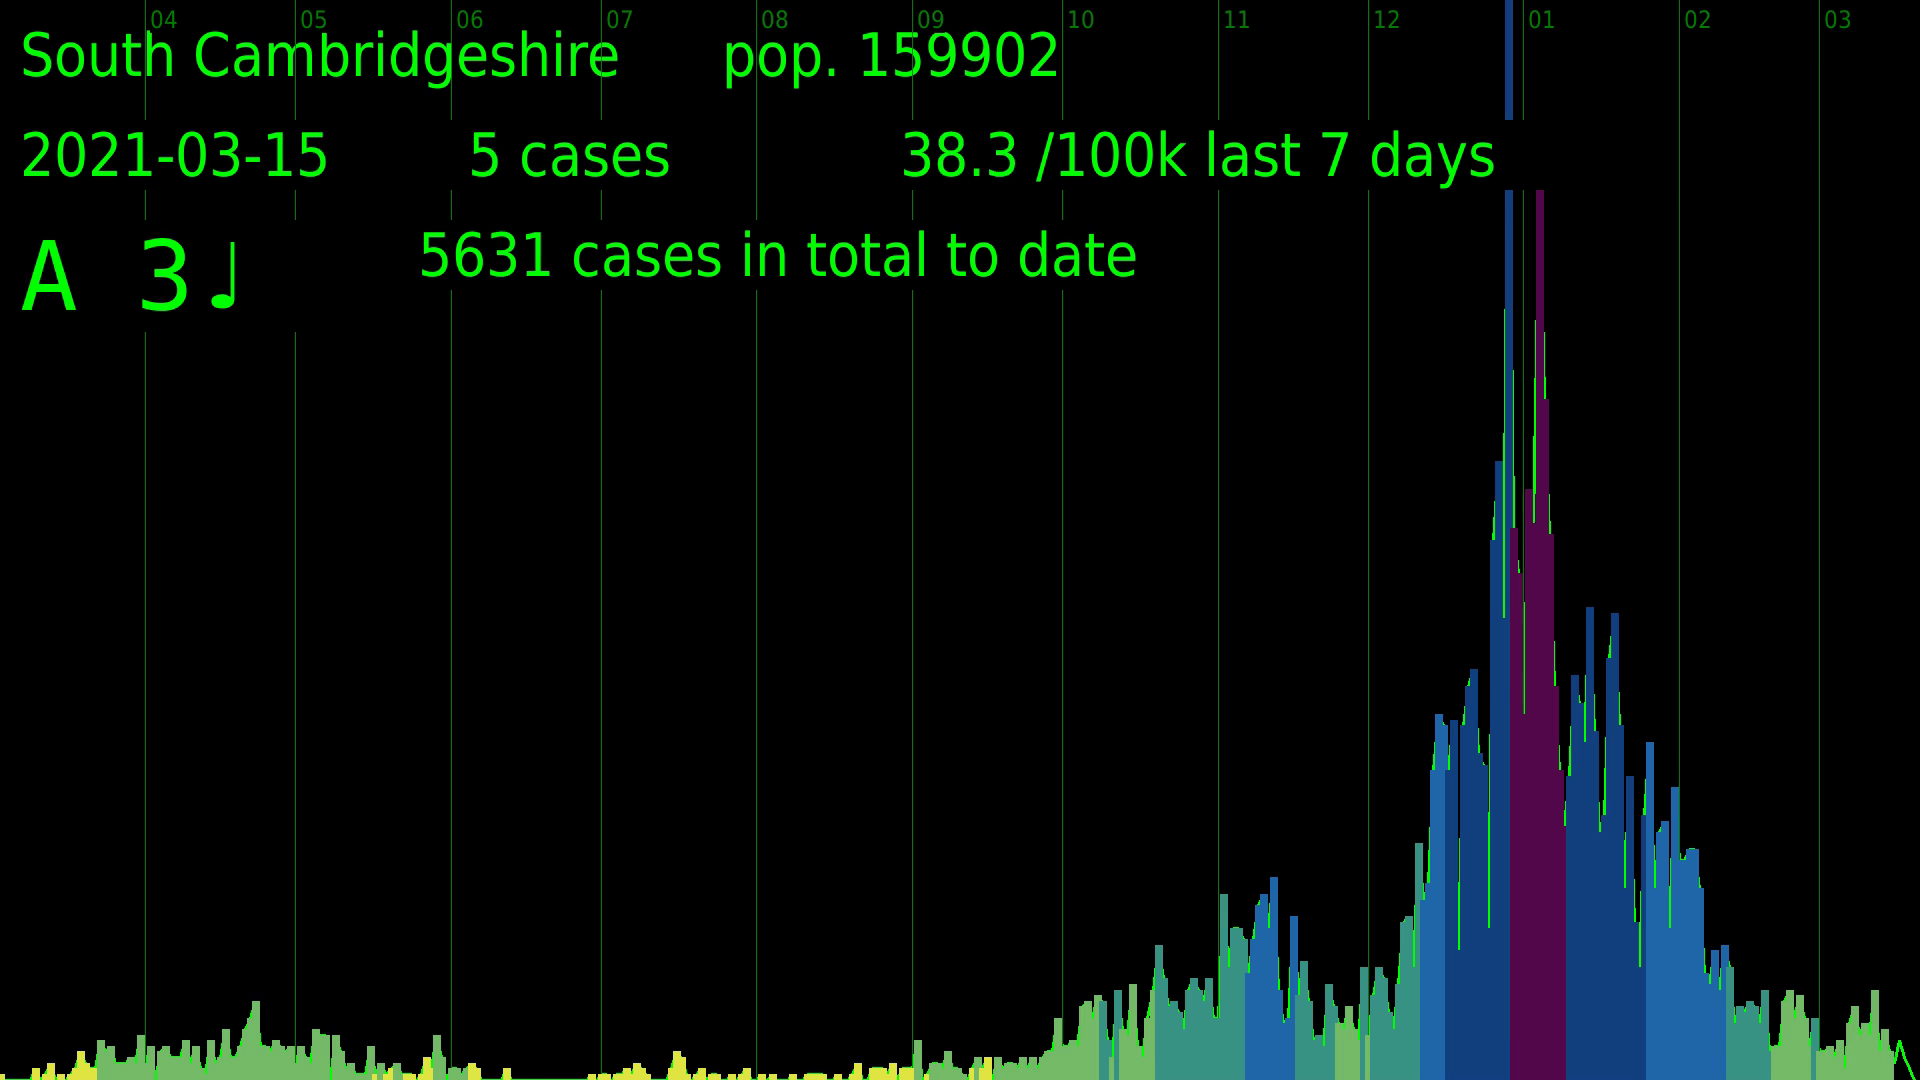 04 05 06 07 08 09 10 11 12 01 02 03
South Cambridgeshire pop. 159902
2021-03-15 5 cases 38.3 /100k last 7 days
A 3♩ 5631 cases in total to date